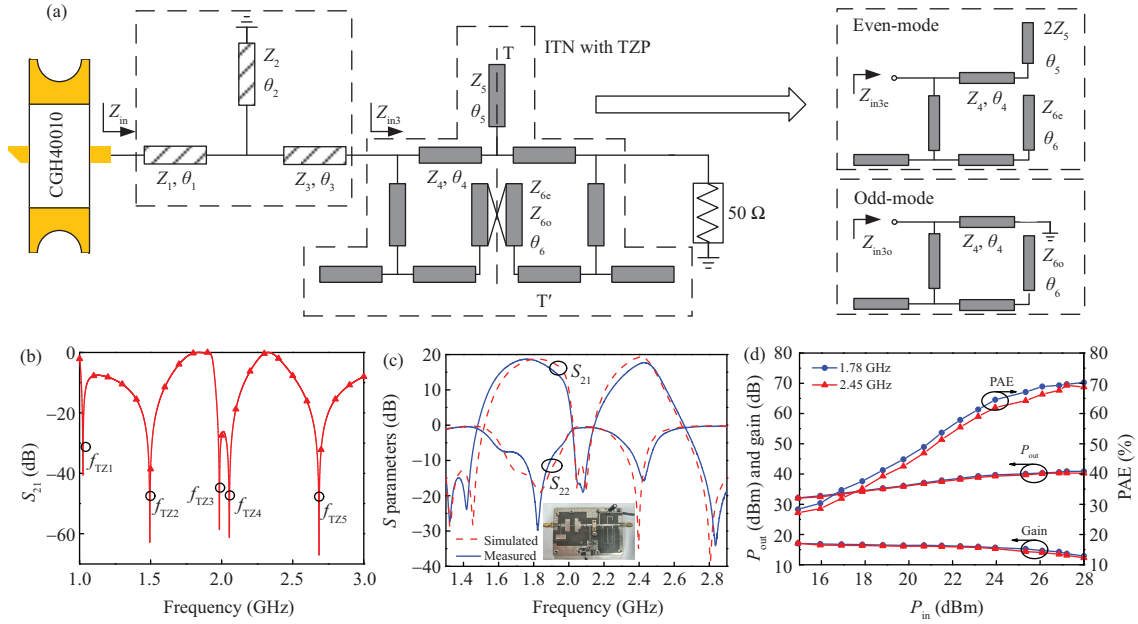 (a)
CGH40010
Z_in
Z_1, θ_1
Z_2
θ_2
Z_3, θ_3
Z_in3
ITN with TZP
T
Z_5
θ_5
Z_4, θ_4
Z_6e
Z_6o
θ_6
T′
50 Ω
Even-mode
2Z_5
θ_5
Z_in3e
Z_4, θ_4
Z_6e
θ_6
Odd-mode
Z_in3o
Z_4, θ_4
Z_6o
θ_6
(b)
S_21 (dB)
0
−20
−40
−60
f_TZ1
f_TZ2
f_TZ3
f_TZ4
f_TZ5
1.0 1.5 2.0 2.5 3.0
Frequency (GHz)
(c)
S parameters (dB)
20
10
0
−10
−20
−30
−40
S_21
S_22
Simulated
Measured
1.4 1.6 1.8 2.0 2.2 2.4 2.6 2.8
Frequency (GHz)
(d)
P_out (dBm) and gain (dB)
80
70
60
50
40
30
20
10
1.78 GHz
2.45 GHz
PAE
P_out
Gain
80
70
60
50
40
30
20
10
PAE (%)
14 16 18 20 22 24 26 28
P_in (dBm)